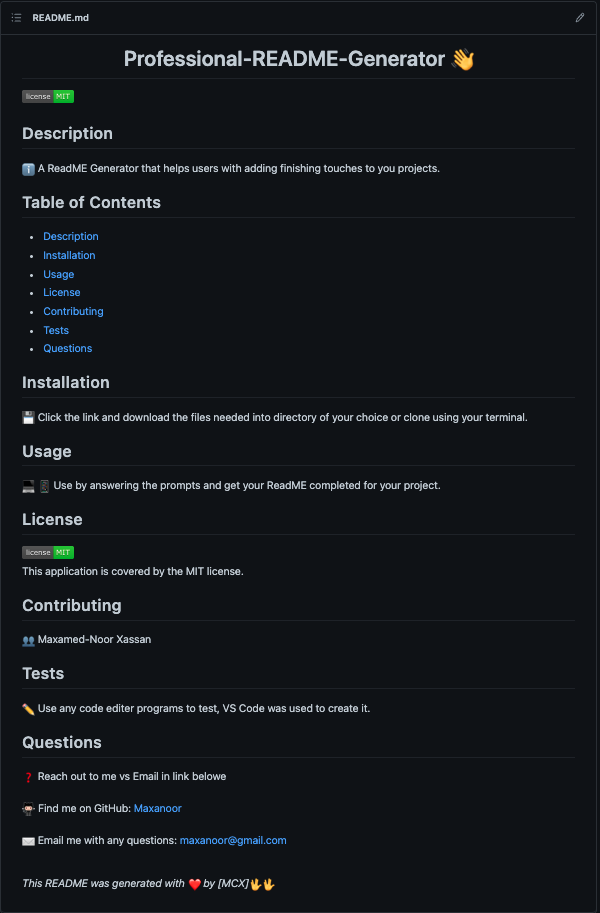 README.md
Professional-README-Generator 👋
license MIT
Description
ℹ️ A ReadME Generator that helps users with adding finishing touches to you projects.
Table of Contents
• Description
• Installation
• Usage
• License
• Contributing
• Tests
• Questions
Installation
💾 Click the link and download the files needed into directory of your choice or clone using your terminal.
Usage
💻 📱 Use by answering the prompts and get your ReadME completed for your project.
License
license MIT
This application is covered by the MIT license.
Contributing
👥 Maxamed-Noor Xassan
Tests
✏️ Use any code editer programs to test, VS Code was used to create it.
Questions
❓ Reach out to me vs Email in link belowe
Find me on GitHub: Maxanoor
✉️ Email me with any questions: maxanoor@gmail.com
This README was generated with ❤️ by [MCX]🖖🖖